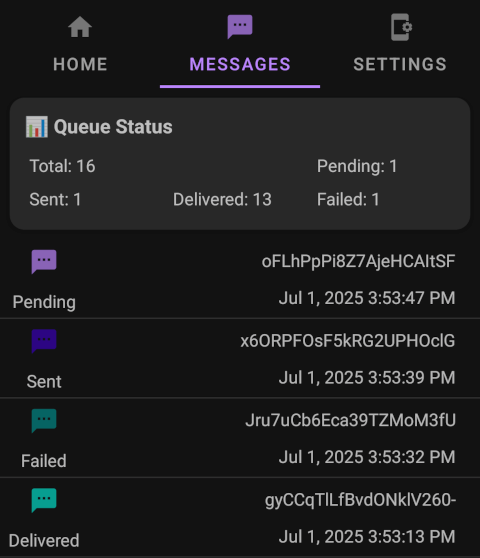 HOME MESSAGES SETTINGS
Queue Status
Total: 16 Pending: 1
Sent: 1 Delivered: 13 Failed: 1
oFLhPpPi8Z7AjeHCAItSF
Pending Jul 1, 2025 3:53:47 PM
x6ORPFOsF5kRG2UPHOclG
Sent Jul 1, 2025 3:53:39 PM
Jru7uCb6Eca39TZMoM3fU
Failed Jul 1, 2025 3:53:32 PM
gyCCqTlLfBvdONklV260-
Delivered Jul 1, 2025 3:53:13 PM